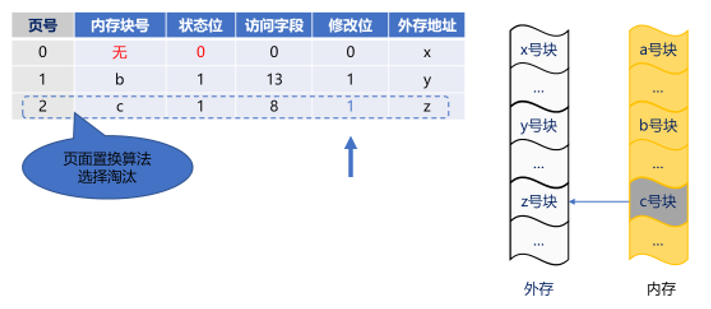 页号 内存块号 状态位 访问字段 修改位 外存地址
0 无 0 0 0 x
1 b 1 13 1 y
2 c 1 8 1 z
页面置换算法
选择淘汰
x号块
...
y号块
...
z号块
...
外存
a号块
...
b号块
...
c号块
...
内存